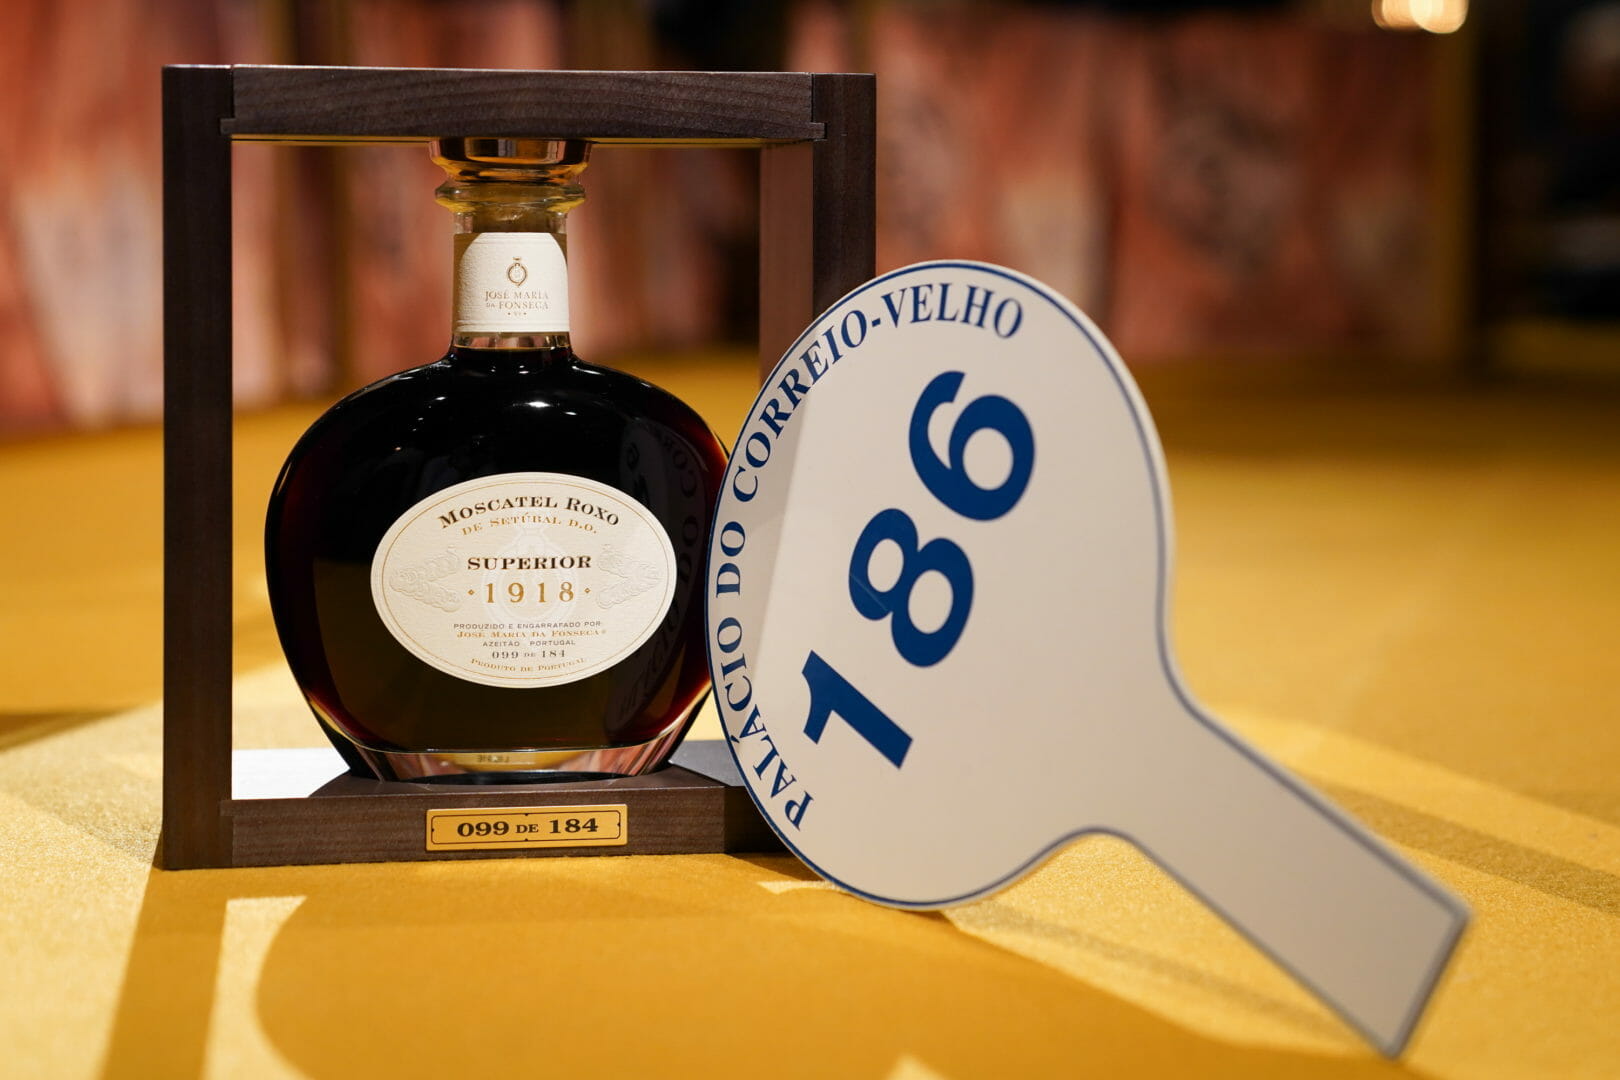 JOSÉ MARIA
DA FONSECA
MOSCATEL ROXO
DE SETÚBAL D.O.
SUPERIOR
1918
PRODUZIDO E ENGARRAFADO POR:
JOSÉ MARIA DA FONSECA®
AZEITÃO - PORTUGAL
099 DE 184
PRODUTO DE PORTUGAL
099 DE 184
PALÁCIO DO CORREIO-VELHO
186